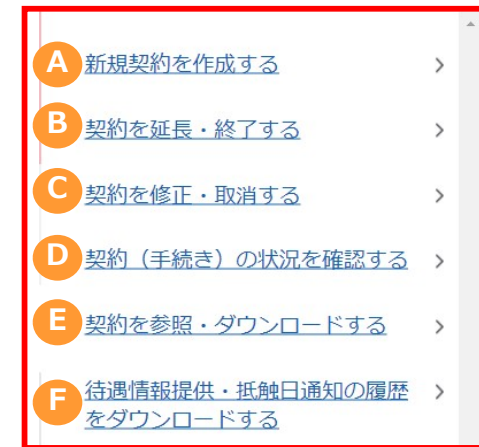 A 新規契約を作成する
B 契約を延長・終了する
C 契約を修正・取消する
D 契約（手続き）の状況を確認する
E 契約を参照・ダウンロードする
F 待遇情報提供・抵触日通知の履歴
をダウンロードする